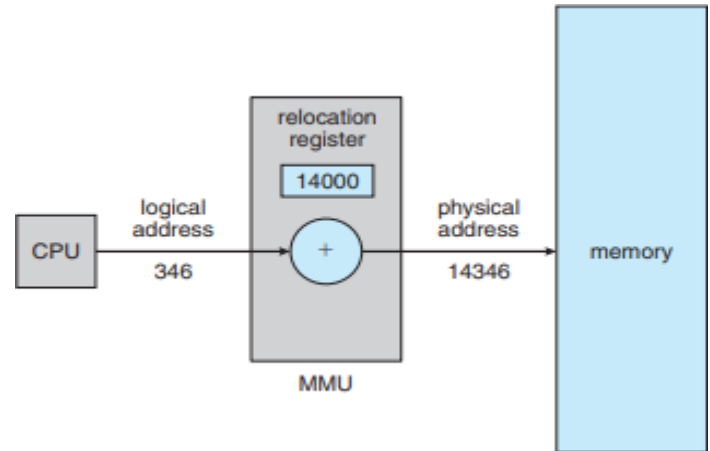 relocation
register
14000
logical
address
physical
address
CPU
+
memory
346
14346
MMU